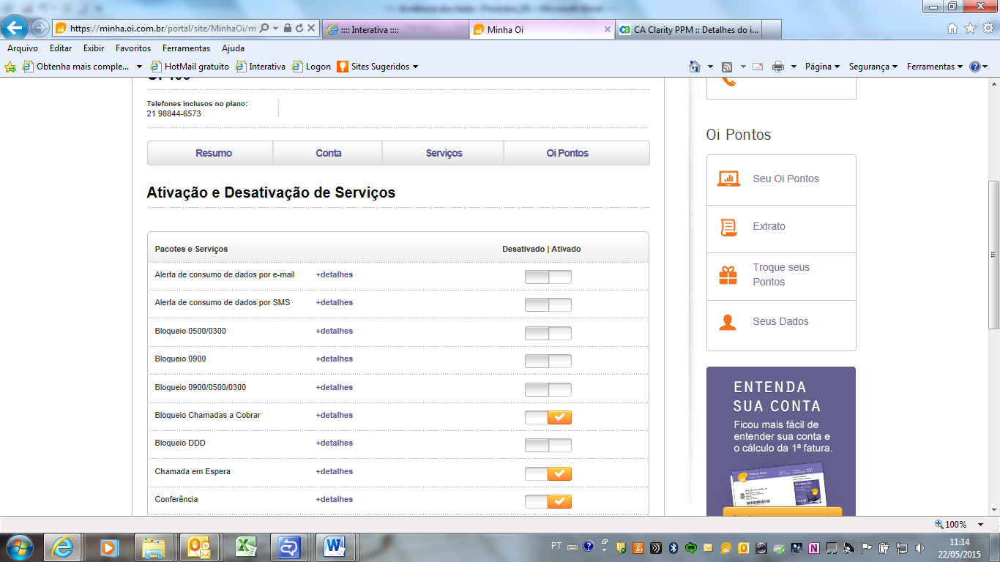 https://minha.oi.com.br/portal/site/MinhaOi/m
:::: Interativa ::::
Minha Oi
CA Clarity PPM :: Detalhes do i...
Arquivo Editar Exibir Favoritos Ferramentas Ajuda
Obtenha mais comple... HotMail gratuito Interativa Logon Sites Sugeridos Página Segurança Ferramentas
Telefones inclusos no plano:
21 98844-6573
Resumo Conta Serviços Oi Pontos
Ativação e Desativação de Serviços
Pacotes e Serviços Desativado | Ativado
Alerta de consumo de dados por e-mail +detalhes
Alerta de consumo de dados por SMS +detalhes
Bloqueio 0500/0300 +detalhes
Bloqueio 0900 +detalhes
Bloqueio 0900/0500/0300 +detalhes
Bloqueio Chamadas a Cobrar +detalhes
Bloqueio DDD +detalhes
Chamada em Espera +detalhes
Conferência +detalhes
Oi Pontos
Seu Oi Pontos
Extrato
Troque seus
Pontos
Seus Dados
ENTENDA
SUA CONTA
Ficou mais fácil de
entender sua conta e
o cálculo da 1ª fatura.
100%
PT
11:14
22/05/2015